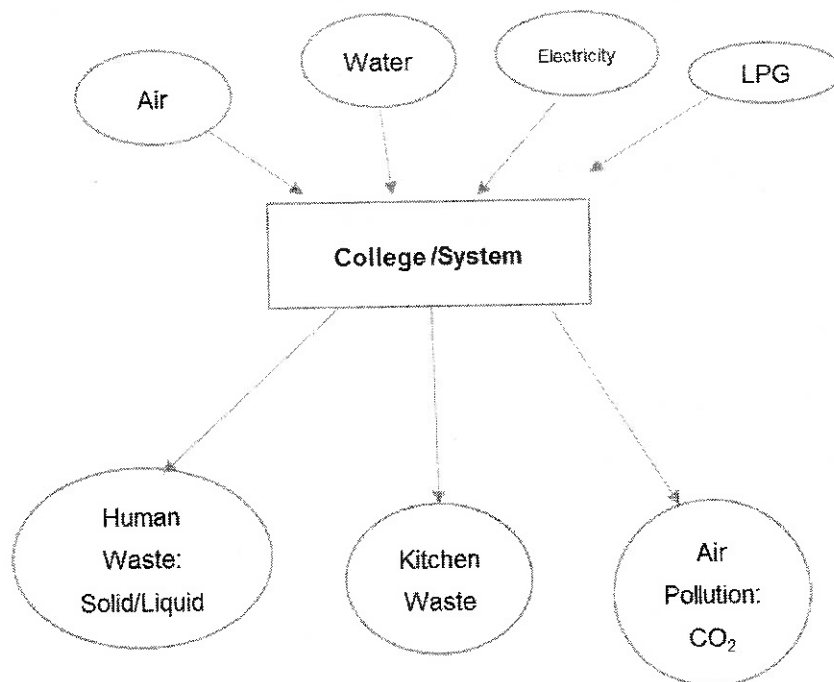 Air
Water
Electricity
LPG
College/System
Human
Waste:
Solid/Liquid
Kitchen
Waste
Air
Pollution:
CO₂